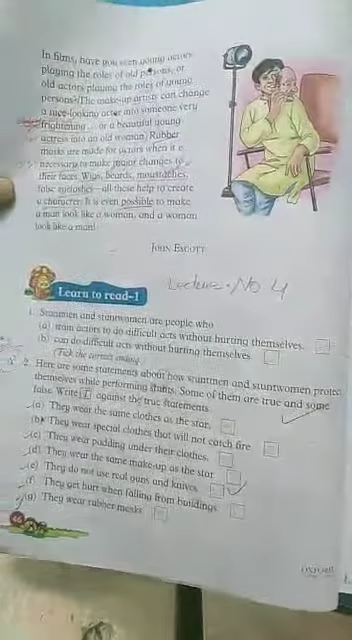 In films, have you seen young actors
playing the roles of old persons, or
old actors playing the roles of young
persons? The make-up artists can change
a nice-looking actor into someone very
frightening ... or a beautiful young
actress into an old woman. Rubber
masks are made for actors when it is
necessary to make major changes to
their faces. Wigs, beards, moustaches,
false eyelashes—all these help to create
a character. It is even possible to make
a man look like a woman, and a woman
look like a man!
JOHN ESCOTT
Lecture. No 4
Learn to read-1
1. Stuntmen and stuntwomen are people who
(a) train actors to do difficult acts without hurting themselves.
(b) can do difficult acts without hurting themselves.
(Tick the correct ending.)
2. Here are some statements about how stuntmen and stuntwomen protect
themselves while performing stunts. Some of them are true and some
false. Write T against the true statements.
(a) They wear the same clothes as the star.
(b) They wear special clothes that will not catch fire.
(c) They wear padding under their clothes.
(d) They wear the same make-up as the star.
(e) They do not use real guns and knives.
(f) They get hurt when falling from buildings.
(g) They wear rubber masks.
OXFORD